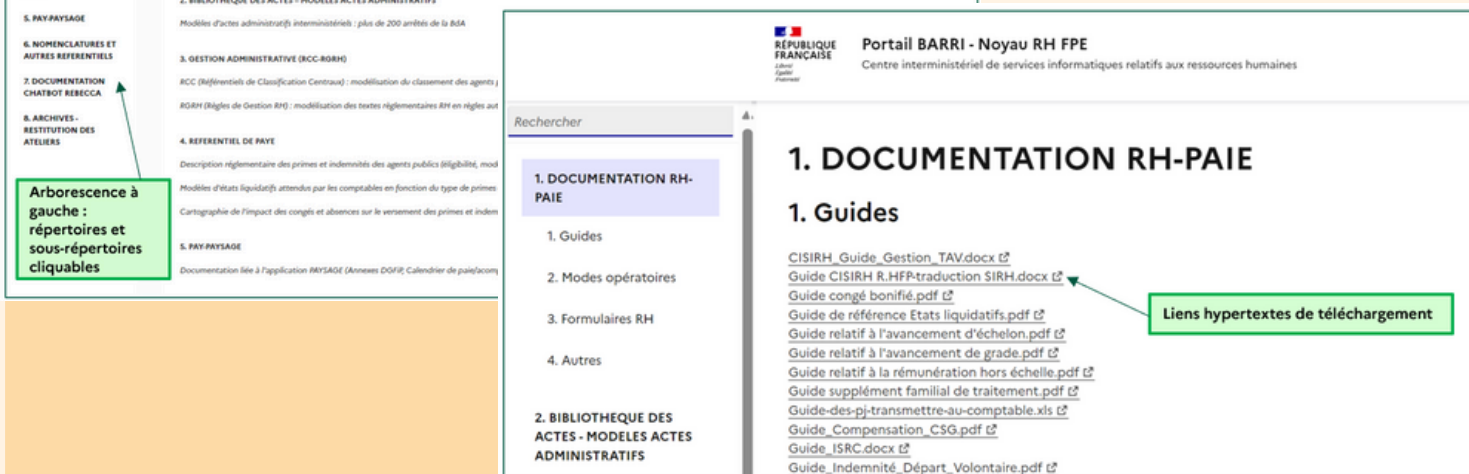 2. BIBLIOTHEQUE DES ACTES - MODELES ACTES ADMINISTRATIFS
5. PAY-PAYSAGE
Modèles d'actes administratifs interministériels : plus de 200 arrêtés de la BdA
6. NOMENCLATURES ET
AUTRES REFERENTIELS
3. GESTION ADMINISTRATIVE (RCC-RGRH)
7. DOCUMENTATION
CHATBOT REBECCA
RCC (Référentiels de Classification Centraux) : modélisation du classement des agents
RGRH (Règles de Gestion RH) : modélisation des textes réglementaires RH en règles
8. ARCHIVES -
RESTITUTION DES
ATELIERS
4. REFERENTIEL DE PAYE
Description réglementaire des primes et indemnités des agents publics (éligibilité,
Modèles d'états liquidatifs attendus par les comptables en fonction du type de primes
Cartographie de l'impact des congés et absences sur le versement des primes et
5. PAY-PAYSAGE
Documentation liée à l'application PAYSAGE (Annexes DGFiP, Calendrier de
Arborescence à
gauche :
répertoires et
sous-répertoires
cliquables
RÉPUBLIQUE
FRANÇAISE
Liberté
Égalité
Fraternité
Portail BARRI - Noyau RH FPE
Centre interministériel de services informatiques relatifs aux ressources humaines
Rechercher
1. DOCUMENTATION RH-
PAIE
1. Guides
2. Modes opératoires
3. Formulaires RH
4. Autres
2. BIBLIOTHEQUE DES
ACTES - MODELES ACTES
ADMINISTRATIFS
1. DOCUMENTATION RH-PAIE
1. Guides
CISIRH_Guide_Gestion_TAV.docx
Guide CISIRH R.HFP-traduction SIRH.docx
Guide congé bonifié.pdf
Guide de référence Etats liquidatifs.pdf
Guide relatif à l'avancement d'échelon.pdf
Guide relatif à l'avancement de grade.pdf
Guide relatif à la rémunération hors échelle.pdf
Guide supplément familial de traitement.pdf
Guide-des-pj-transmettre-au-comptable.xls
Guide_Compensation_CSG.pdf
Guide_ISRC.docx
Guide_Indemnité_Départ_Volontaire.pdf
Liens hypertextes de téléchargement